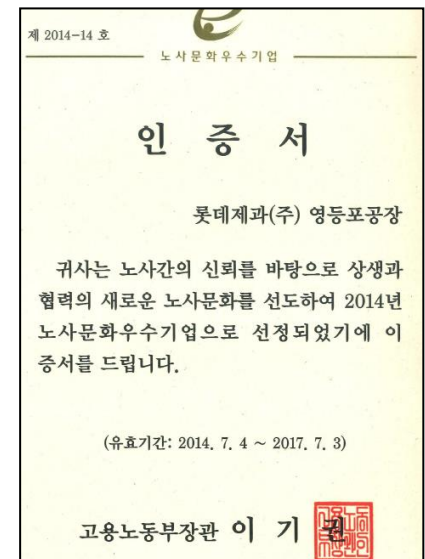 제 2014-14 호
노사문화우수기업
인 증 서
롯데제과(주) 영등포공장
귀사는 노사간의 신뢰를 바탕으로 상생과
협력의 새로운 노사문화를 선도하여 2014년
노사문화우수기업으로 선정되었기에 이
증서를 드립니다.
(유효기간: 2014. 7. 4 ~ 2017. 7. 3)
고용노동부장관 이 기 권